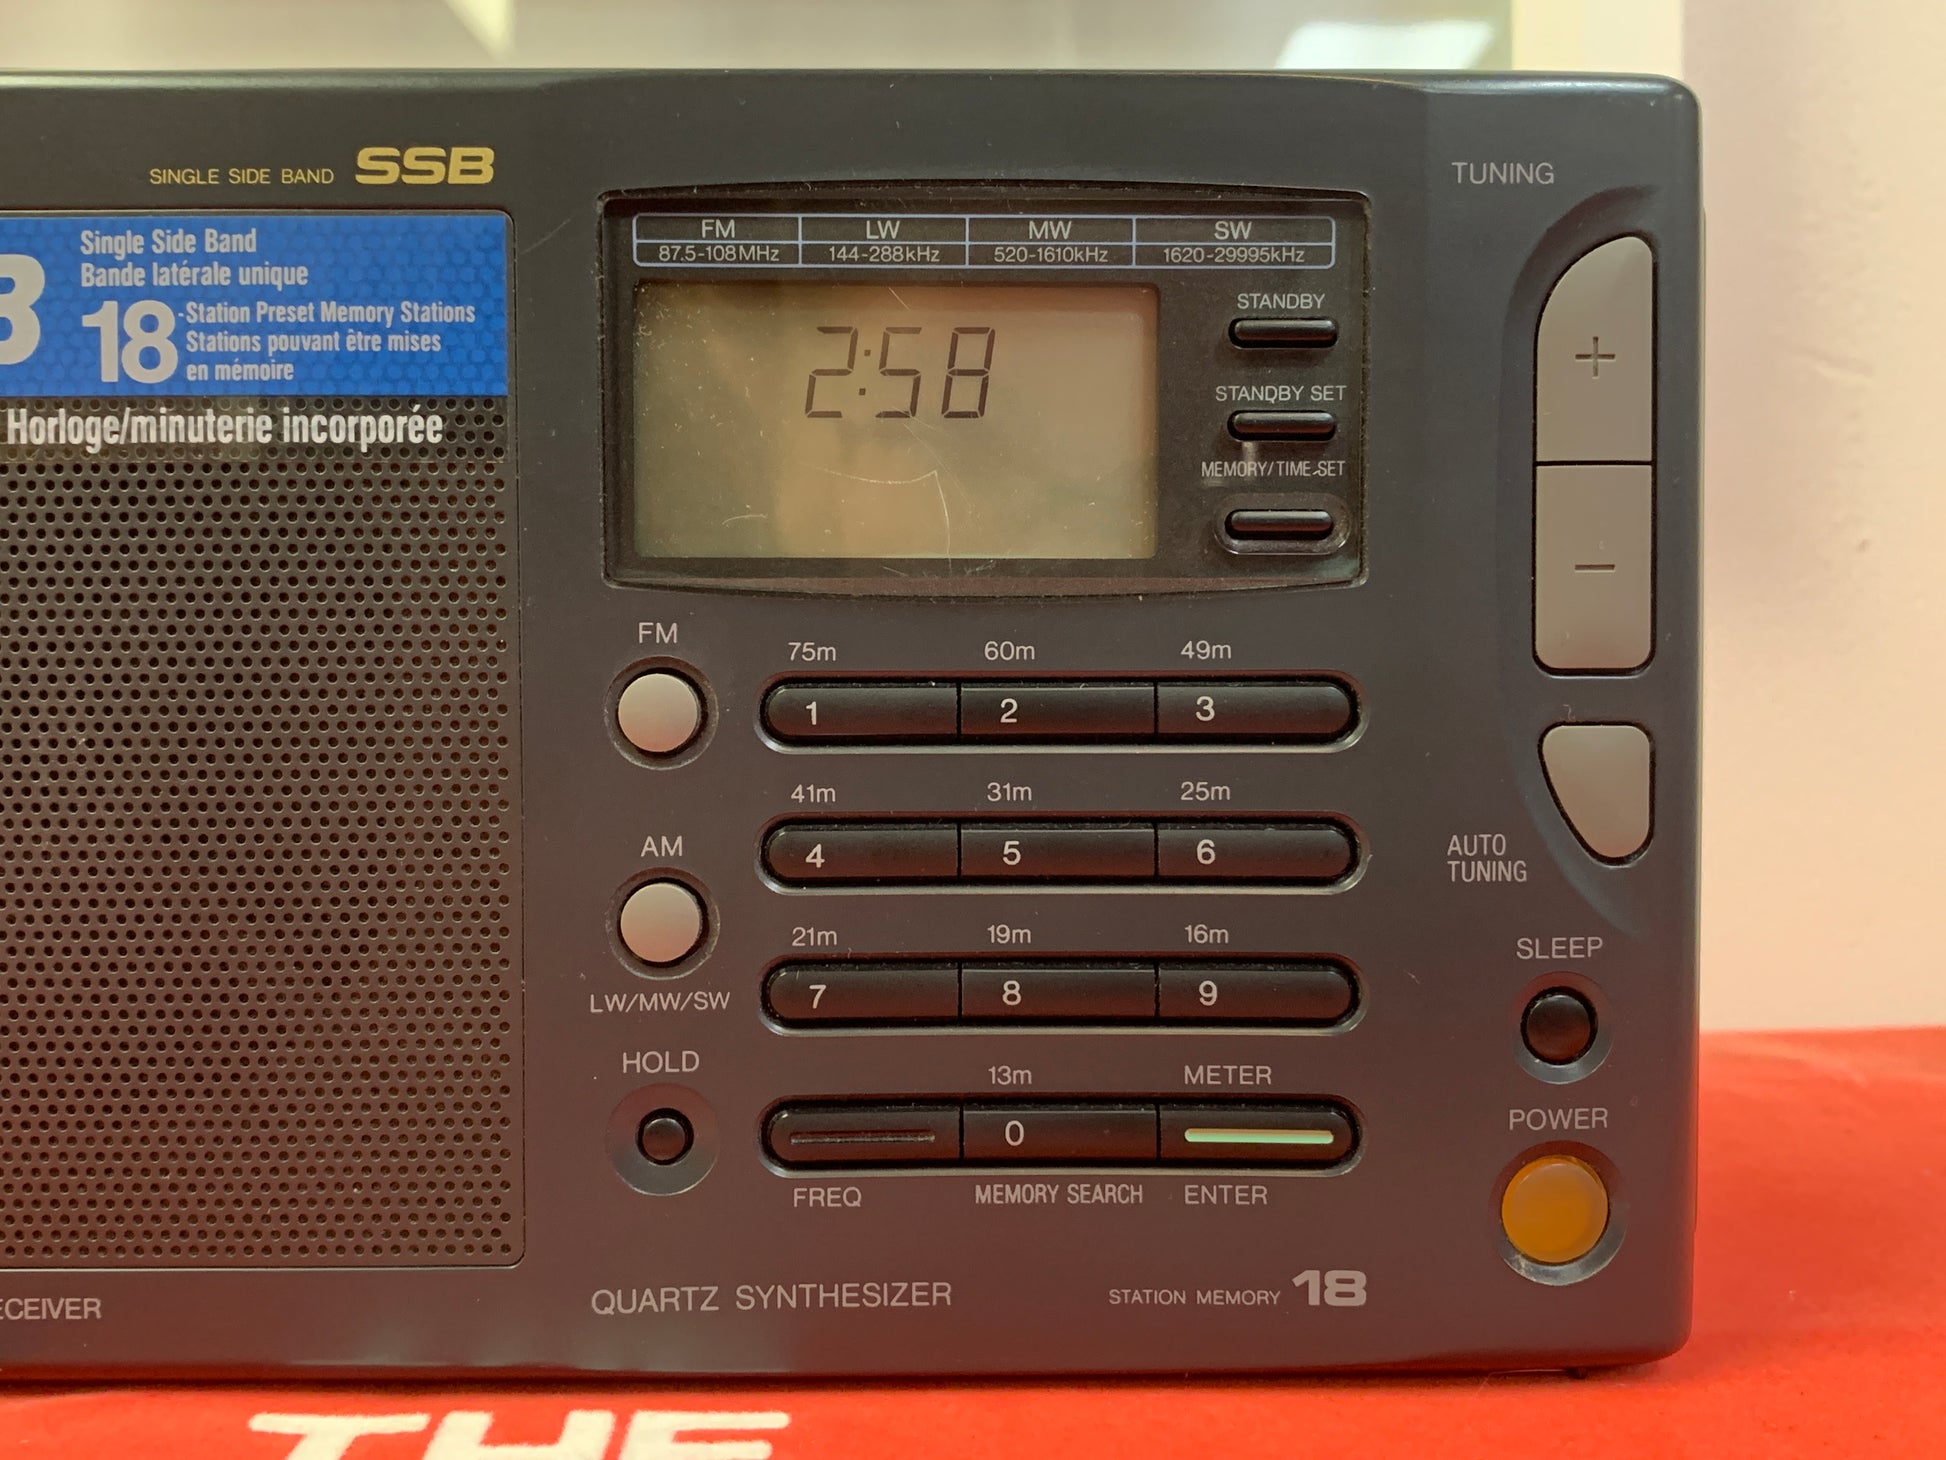 SINGLE SIDE BAND SSB
Single Side Band
Bande latérale unique
18 -Station Preset Memory Stations
Stations pouvant être mises
en mémoire
Horloge/minuterie incorporée
FM LW MW SW
87.5-108MHz 144-288kHz 520-1610kHz 1620-29995kHz
2:58
STANDBY
STANDBY SET
MEMORY/TIME SET
TUNING
+
−
AUTO
TUNING
SLEEP
POWER
FM
AM
LW/MW/SW
HOLD
75m 60m 49m
1 2 3
41m 31m 25m
4 5 6
21m 19m 16m
7 8 9
13m METER
0
FREQ MEMORY SEARCH ENTER
QUARTZ SYNTHESIZER
STATION MEMORY 18